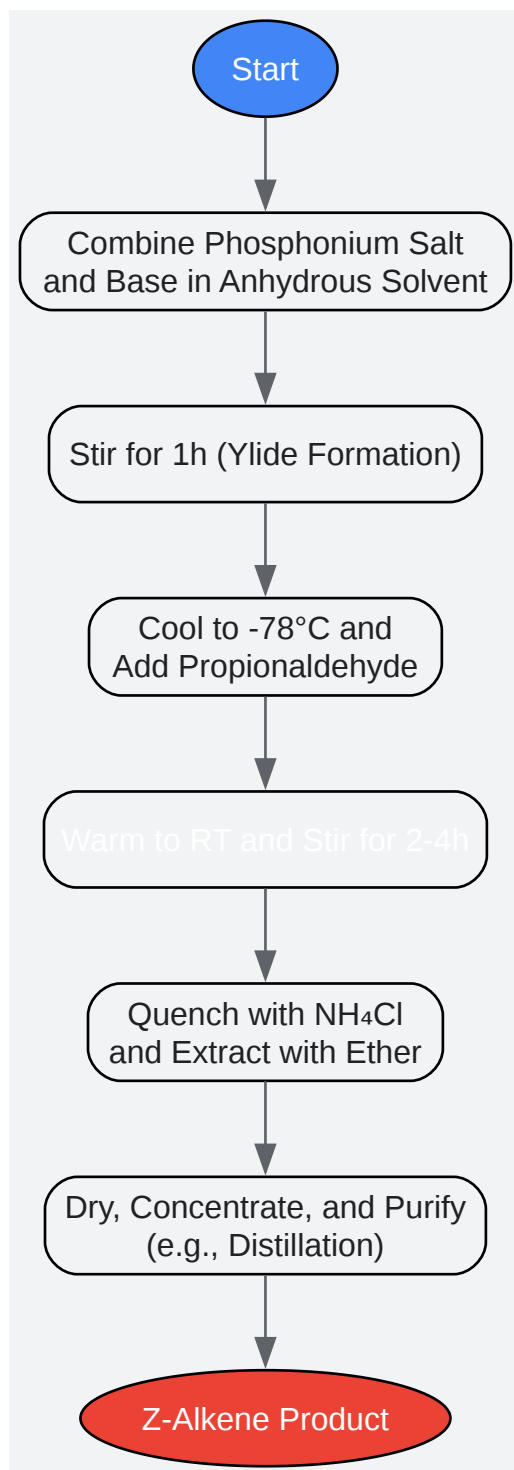 Start
Combine Phosphonium Salt
and Base in Anhydrous Solvent
Stir for 1h (Ylide Formation)
Cool to -78°C and
Add Propionaldehyde
Warm to RT and Stir for 2-4h
Quench with NH₄Cl
and Extract with Ether
Dry, Concentrate, and Purify
(e.g., Distillation)
Z-Alkene Product